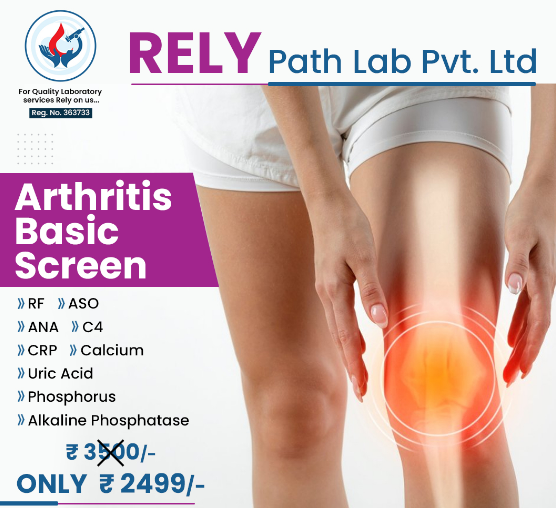 RELY Path Lab Pvt. Ltd
For Quality Laboratory
services Rely on us...
Reg. No. 363733
Arthritis
Basic
Screen
» RF » ASO
» ANA » C4
» CRP » Calcium
» Uric Acid
» Phosphorus
» Alkaline Phosphatase
₹ 3500/-
ONLY ₹ 2499/-